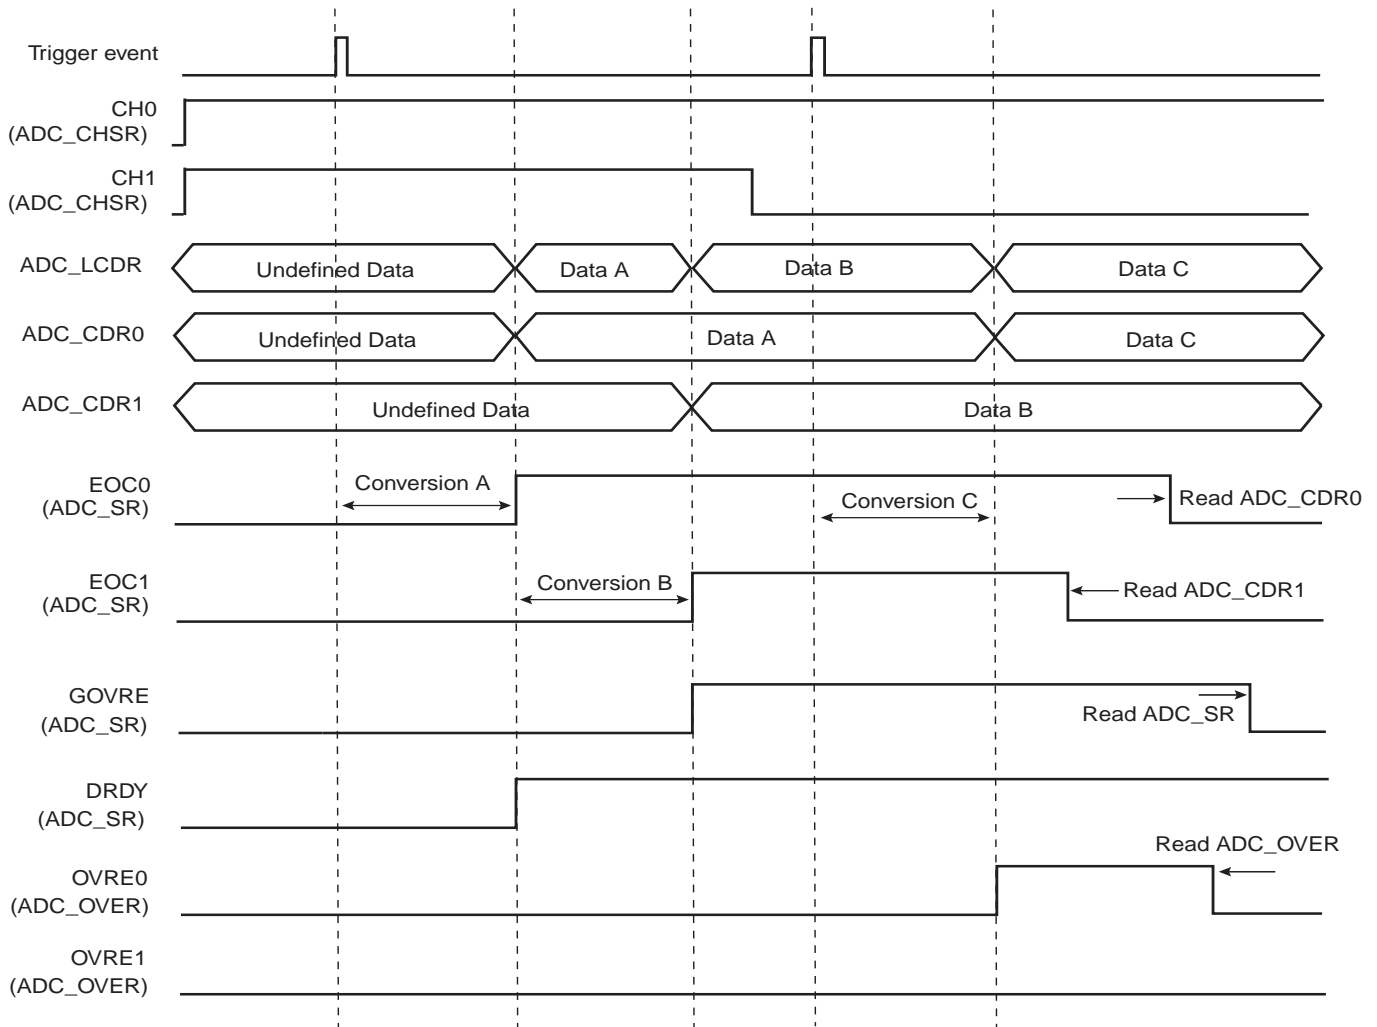 Trigger event
CH0
(ADC_CHSR)
CH1
(ADC_CHSR)
ADC_LCDR
Undefined Data
Data A
Data B
Data C
ADC_CDR0
Undefined Data
Data A
Data C
ADC_CDR1
Undefined Data
Data B
EOC0
(ADC_SR)
Conversion A
Conversion C
Read ADC_CDR0
EOC1
(ADC_SR)
Conversion B
Read ADC_CDR1
GOVRE
(ADC_SR)
Read ADC_SR
DRDY
(ADC_SR)
Read ADC_OVER
OVRE0
(ADC_OVER)
OVRE1
(ADC_OVER)